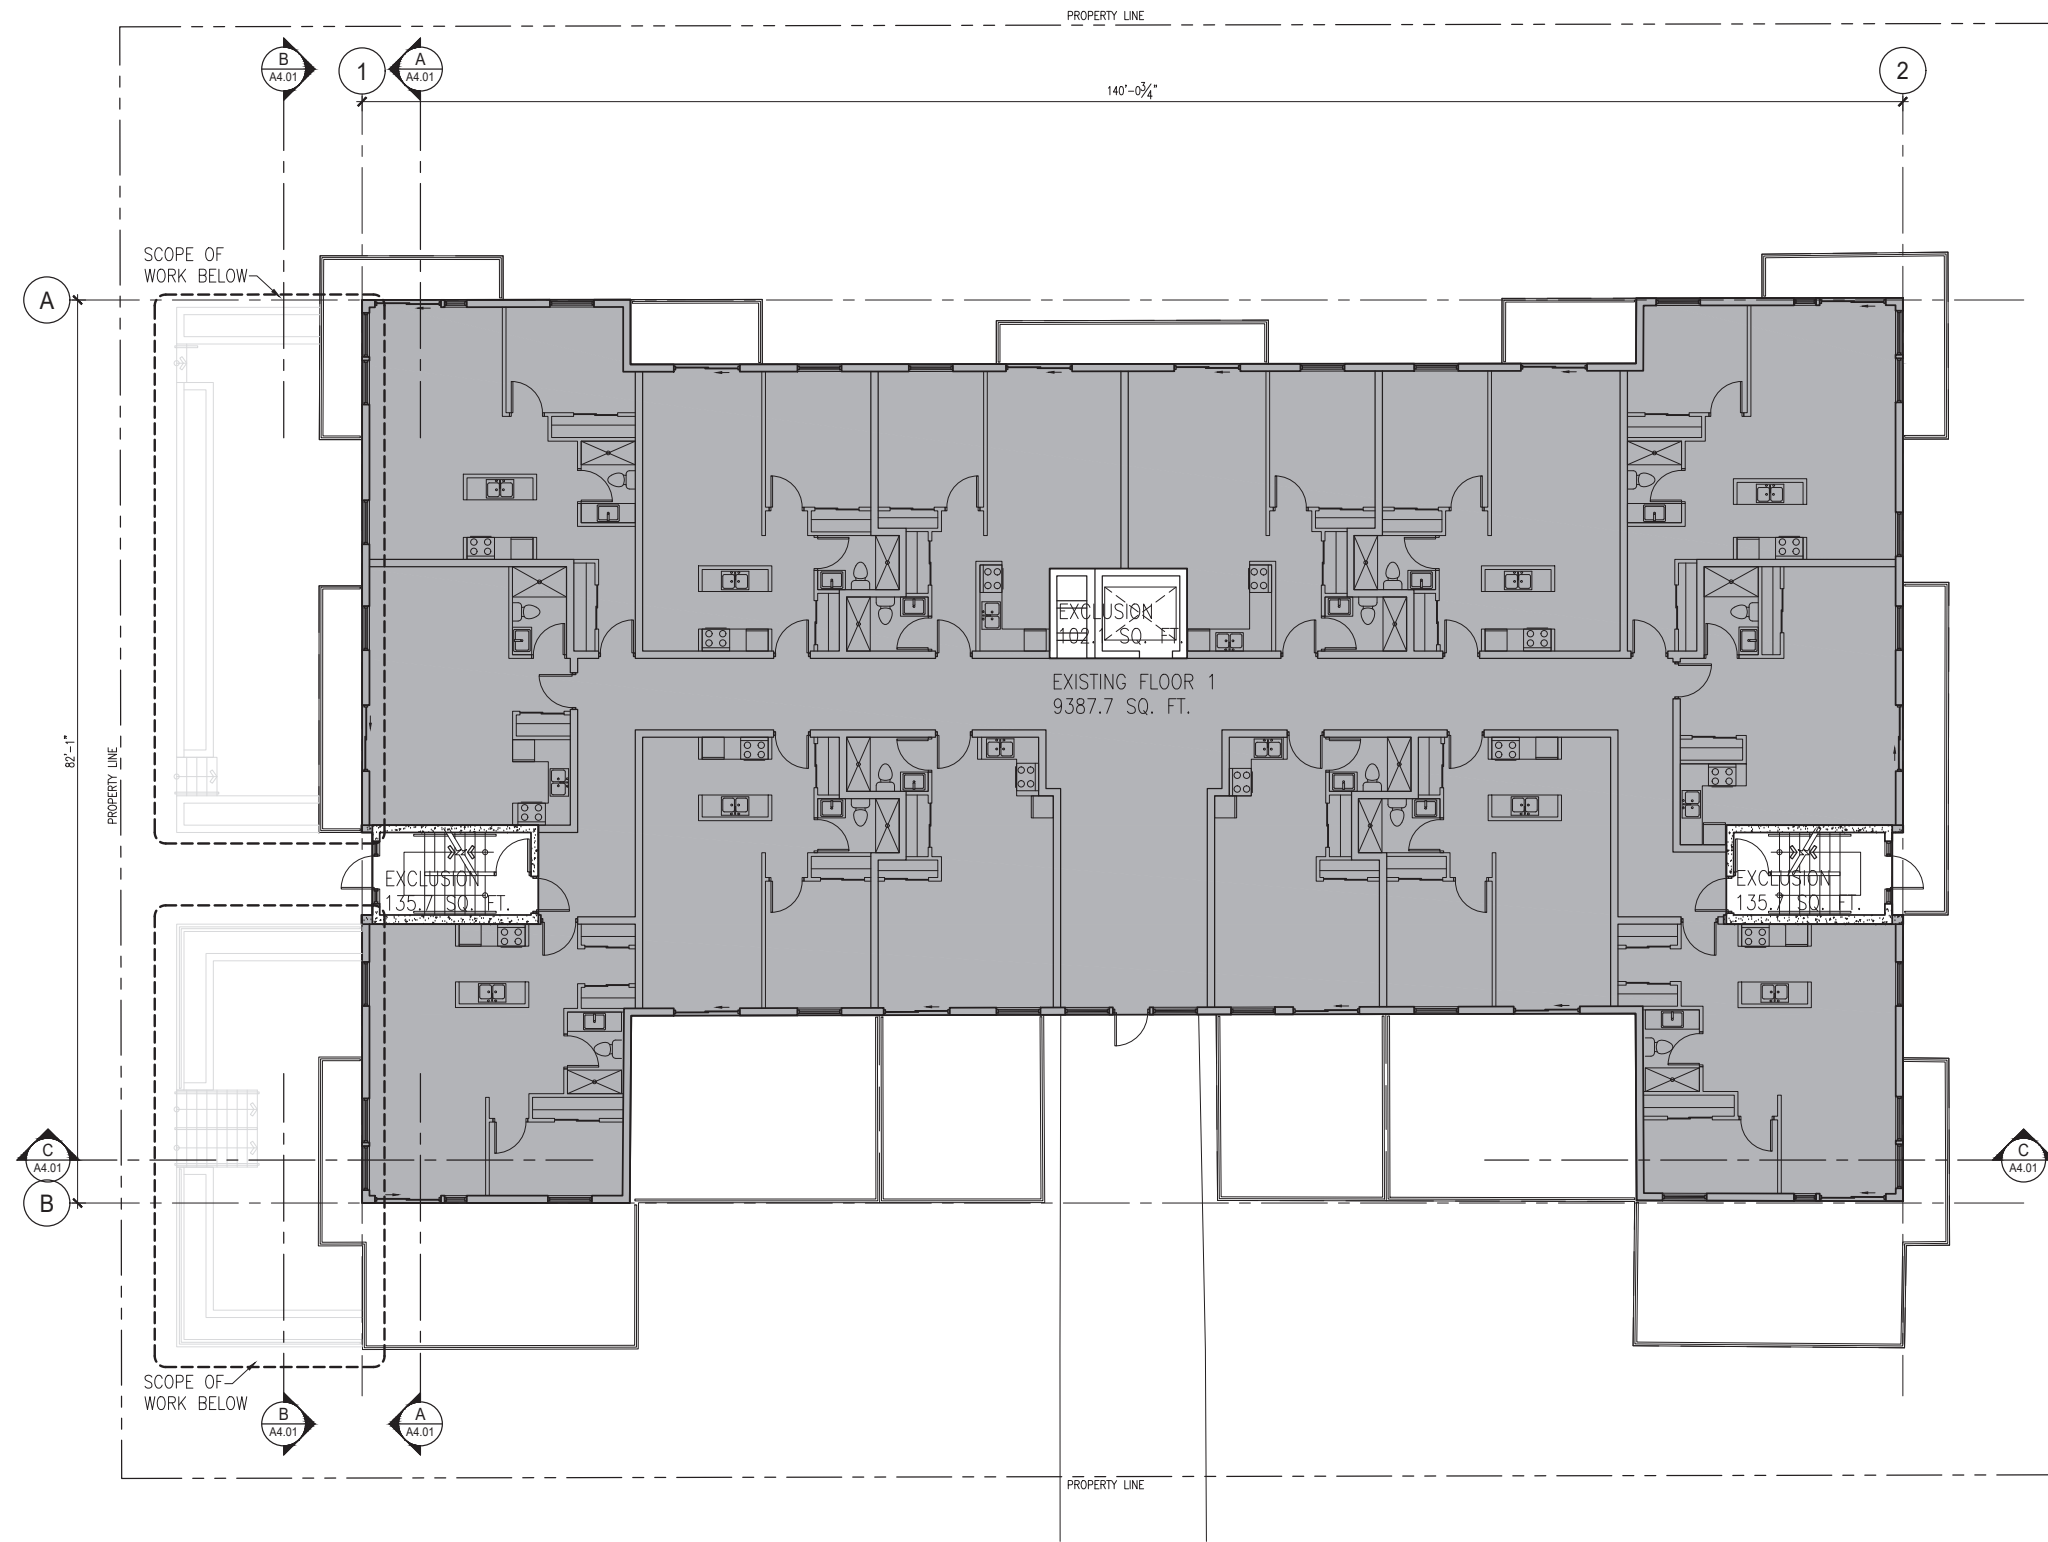 PROPERTY LINE
B
A4.01
1
A
A4.01
2
140'-0¾"
SCOPE OF
WORK BELOW
A
EXCLUSION
102.1 SQ. FT.
EXISTING FLOOR 1
9387.7 SQ. FT.
82'-1"
PROPERTY LINE
EXCLUSION
135.7 SQ. FT.
EXCLUSION
135.7 SQ. FT.
C
A4.01
C
A4.01
B
SCOPE OF
WORK BELOW
B
A4.01
A
A4.01
PROPERTY LINE